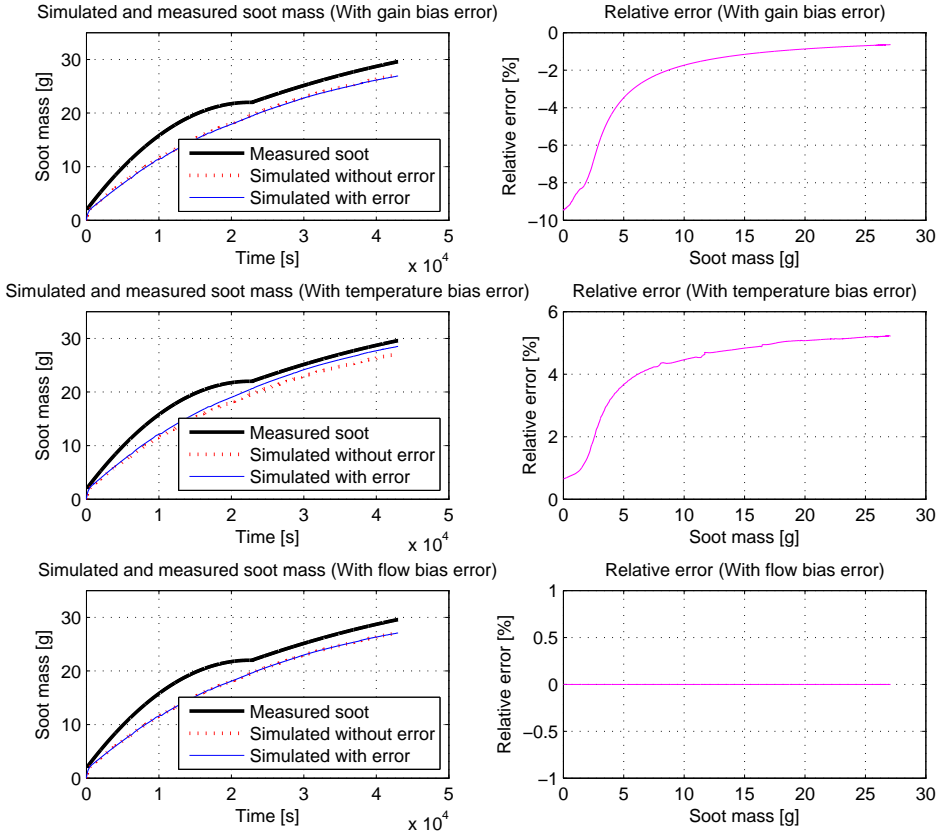 Simulated and measured soot mass (With gain bias error)
Soot mass [g]
30
20
10
0
Measured soot
Simulated without error
Simulated with error
0 1 2 3 4 5
Time [s]
x 10^4
Relative error (With gain bias error)
Relative error [%]
0
−2
−4
−6
−8
−10
0 5 10 15 20 25 30
Soot mass [g]
Simulated and measured soot mass (With temperature bias error)
Soot mass [g]
30
20
10
0
Measured soot
Simulated without error
Simulated with error
0 1 2 3 4 5
Time [s]
x 10^4
Relative error (With temperature bias error)
Relative error [%]
6
4
2
0
0 5 10 15 20 25 30
Soot mass [g]
Simulated and measured soot mass (With flow bias error)
Soot mass [g]
30
20
10
0
Measured soot
Simulated without error
Simulated with error
0 1 2 3 4 5
Time [s]
x 10^4
Relative error (With flow bias error)
Relative error [%]
1
0.5
0
−0.5
−1
0 5 10 15 20 25 30
Soot mass [g]